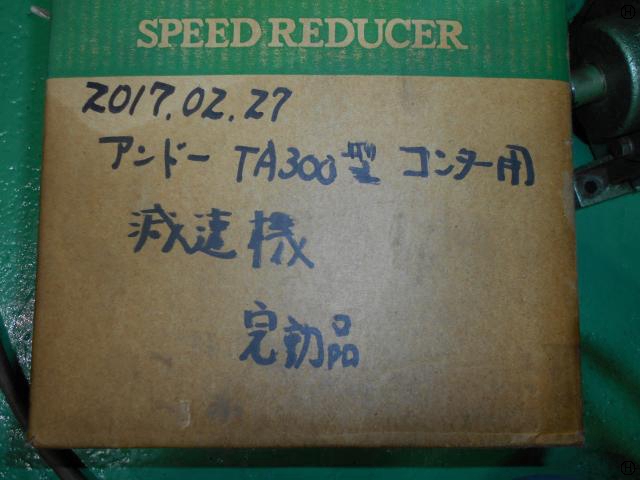 SPEED REDUCER
2017.02.27
アンドー TA300型 コンター用
減速機
完動品